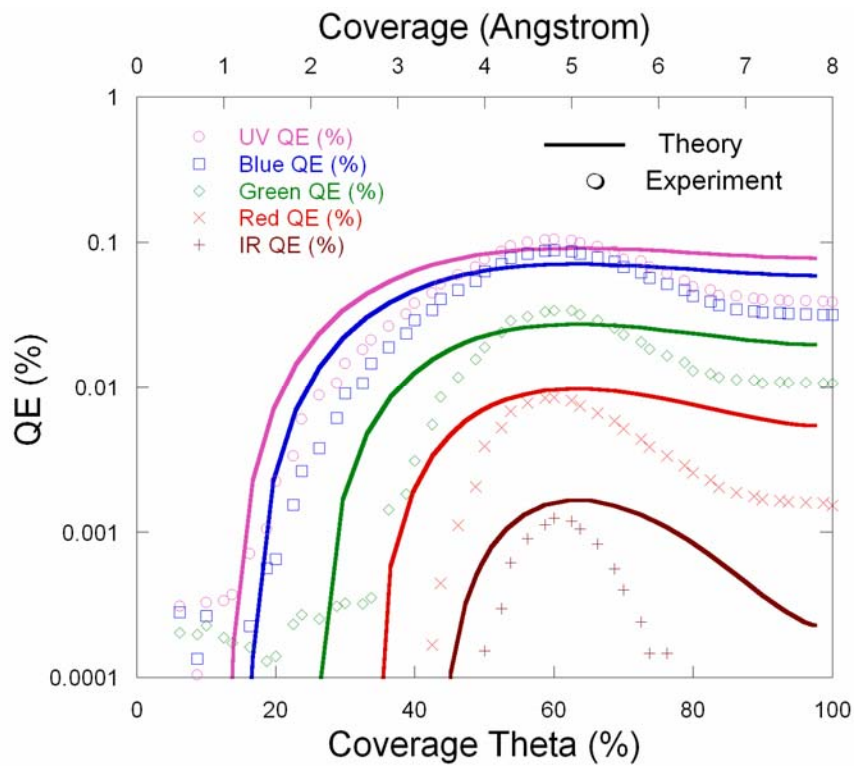 Coverage (Angstrom)
0 1 2 3 4 5 6 7 8
1
UV QE (%)
Blue QE (%)
Green QE (%)
Red QE (%)
IR QE (%)
Theory
Experiment
0.1
0.01
0.001
0.0001
QE (%)
0 20 40 60 80 100
Coverage Theta (%)